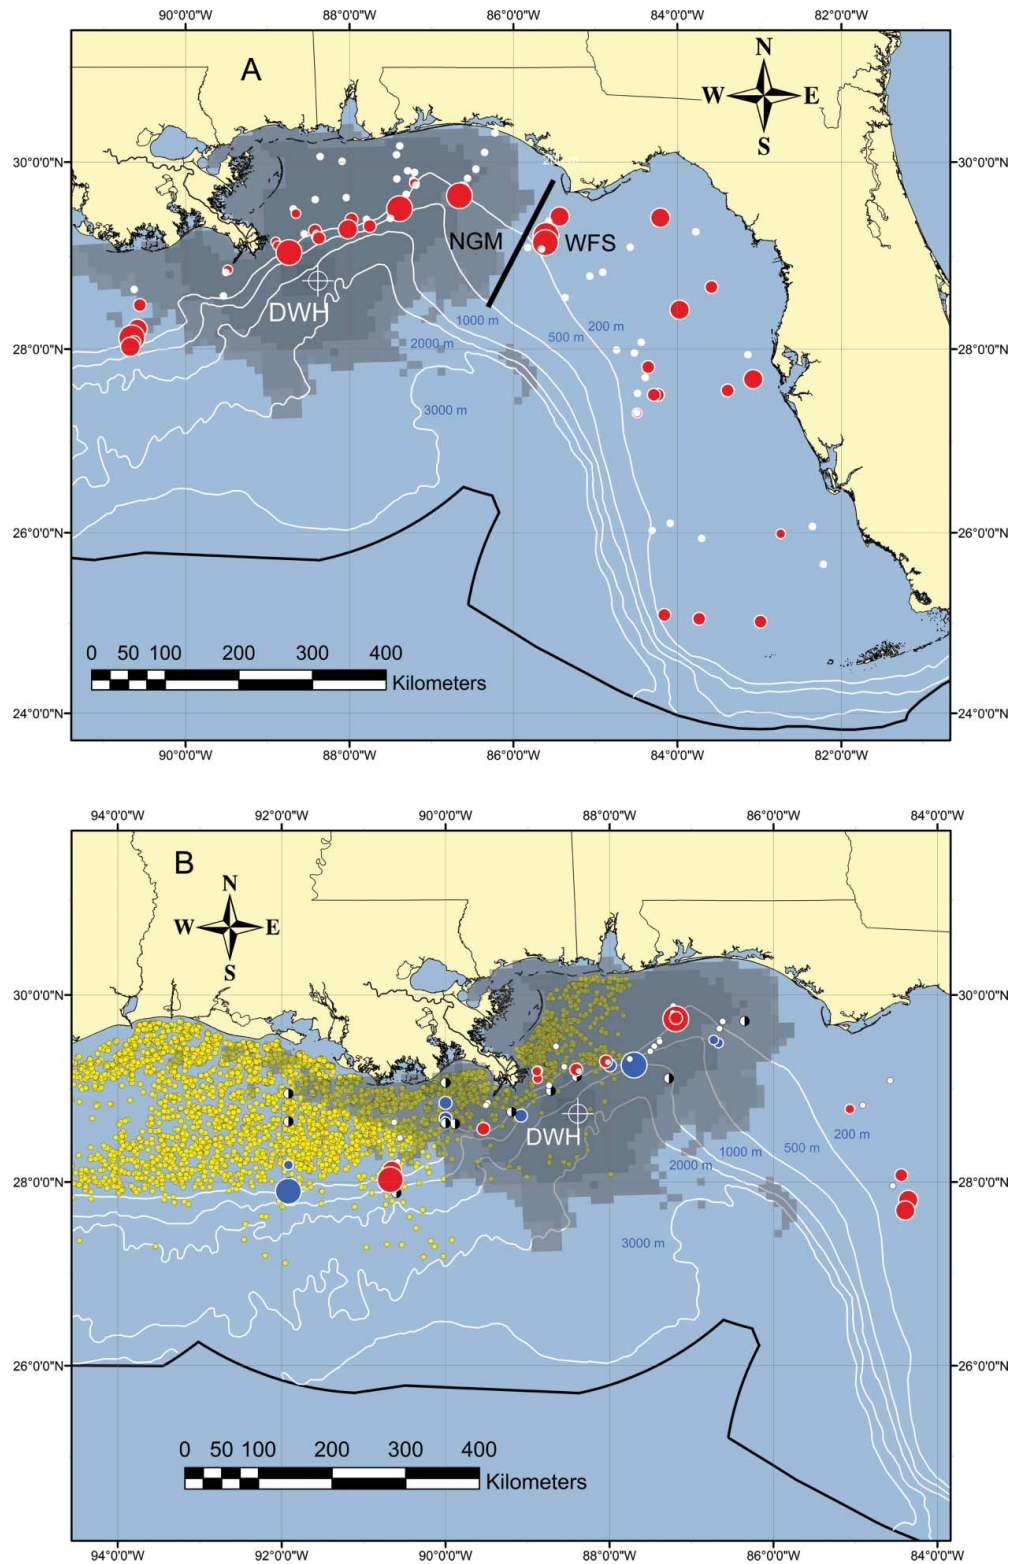 90°0'0"W 88°0'0"W 86°0'0"W 84°0'0"W 82°0'0"W
A
N
W E
S
30°0'0"N 30°0'0"N
NGM WFS
DWH
1000 m 500 m 200 m
28°0'0"N 2000 m 28°0'0"N
3000 m
26°0'0"N 26°0'0"N
0 50 100 200 300 400
Kilometers
24°0'0"N 24°0'0"N
90°0'0"W 88°0'0"W 86°0'0"W 84°0'0"W 82°0'0"W
94°0'0"W 92°0'0"W 90°0'0"W 88°0'0"W 86°0'0"W 84°0'0"W
B
N
W E
S
30°0'0"N 30°0'0"N
DWH
200 m
500 m
1000 m
2000 m
28°0'0"N 28°0'0"N
3000 m
26°0'0"N 26°0'0"N
0 50 100 200 300 400
Kilometers
94°0'0"W 92°0'0"W 90°0'0"W 88°0'0"W 86°0'0"W 84°0'0"W